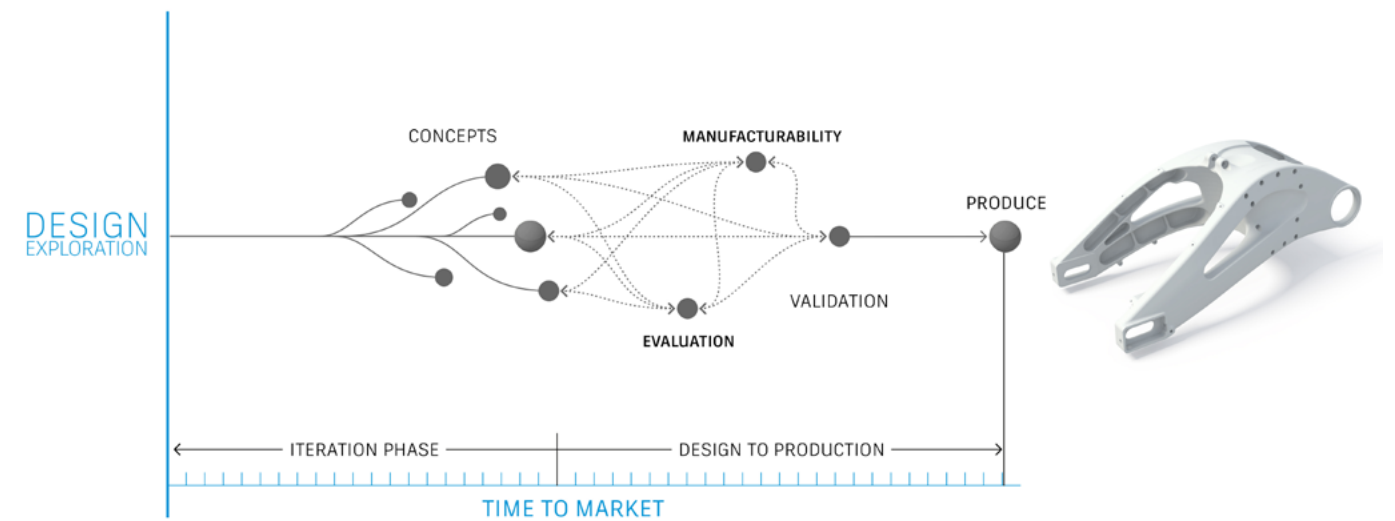 CONCEPTS
MANUFACTURABILITY
PRODUCE
DESIGN
EXPLORATION
VALIDATION
EVALUATION
ITERATION PHASE
DESIGN TO PRODUCTION
TIME TO MARKET